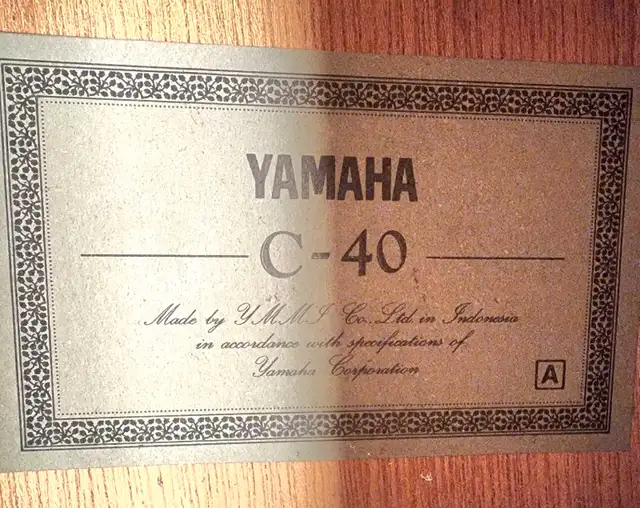 YAMAHA
C-40
Made by YMMI Co. Ltd. in Indonesia
in accordance with specifications of
Yamaha Corporation
A